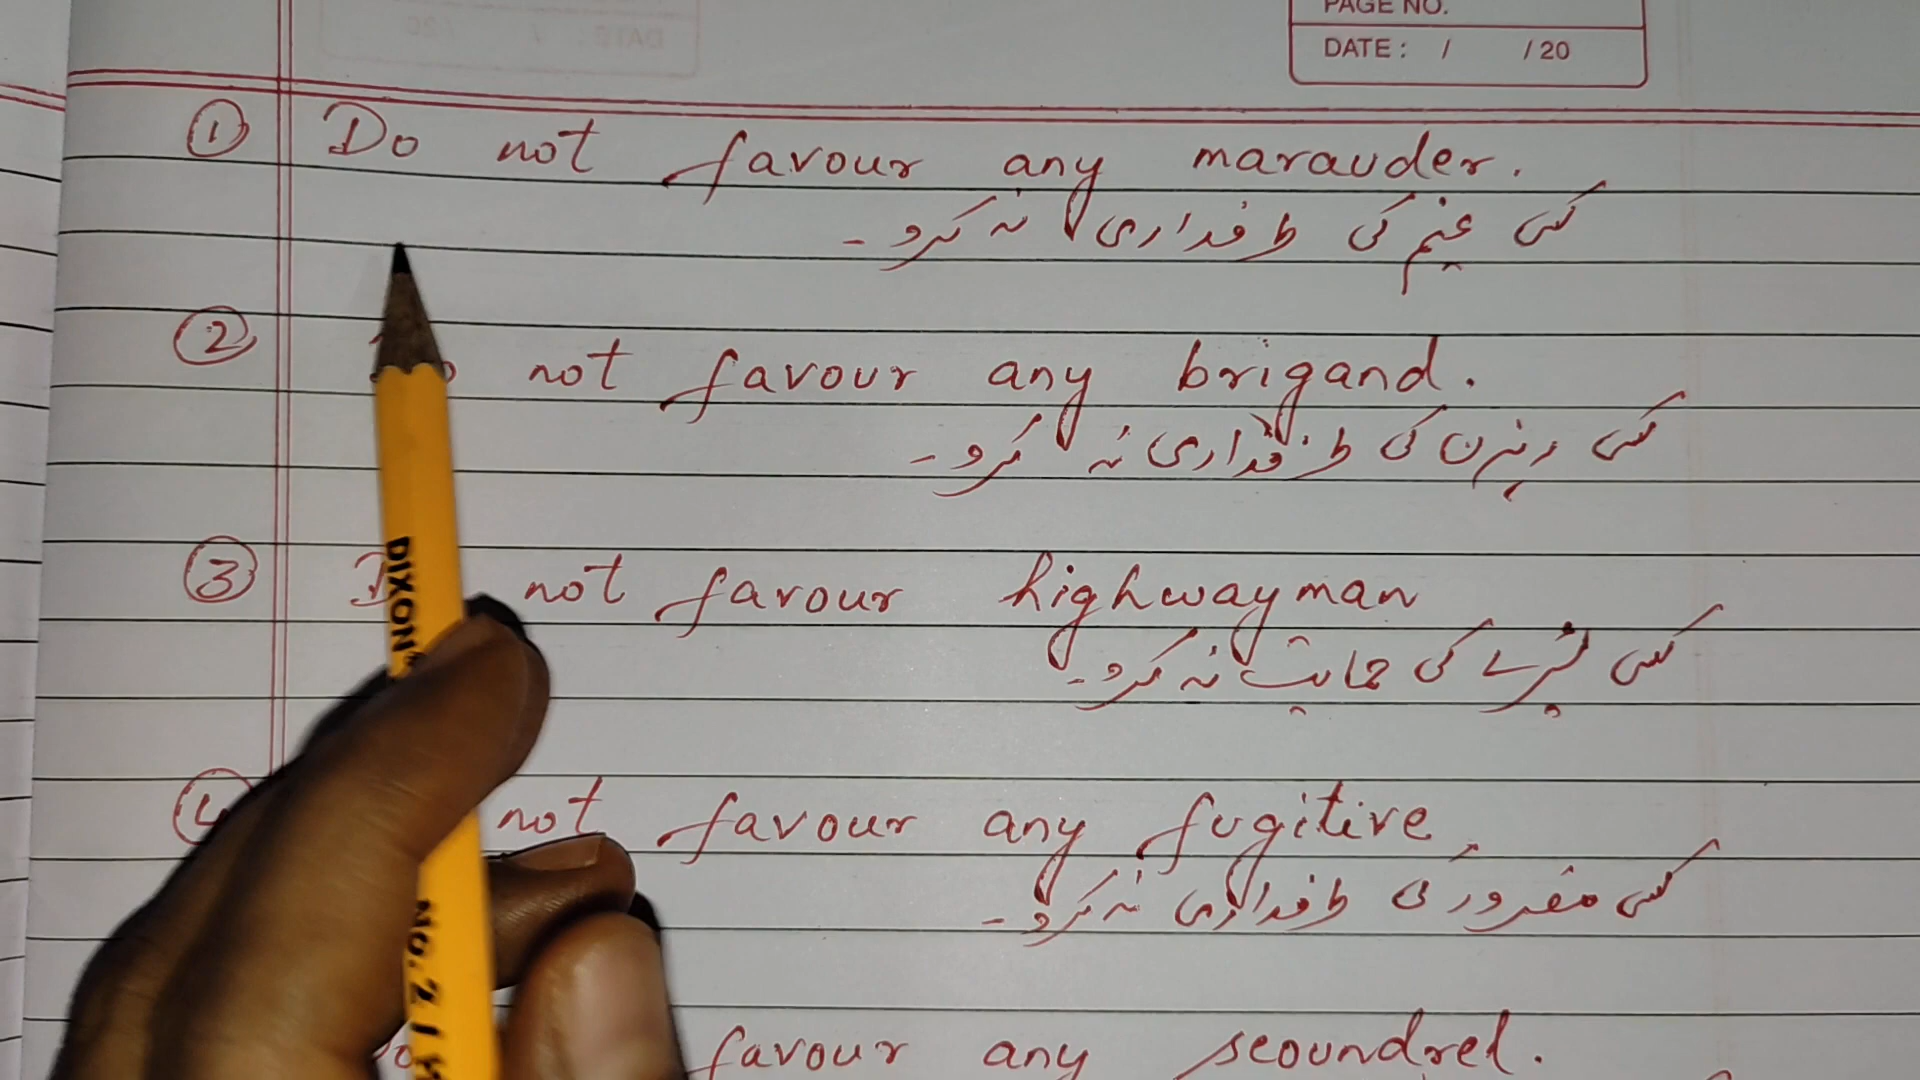 PAGE NO.
DATE: / /20
① Do not favour any marauder.
کسی غنیم کی طرفداری نہ کرو۔
② not favour any brigand.
کسی رہزن کی طرفداری نہ کرو۔
③ D not favour highwayman
کسی لٹیرے کی حمایت نہ کرو۔
④ not favour any fugitive.
کسی مفرور کی طرفداری نہ کرو۔
favour any scoundrel.
DIXON
No. 2